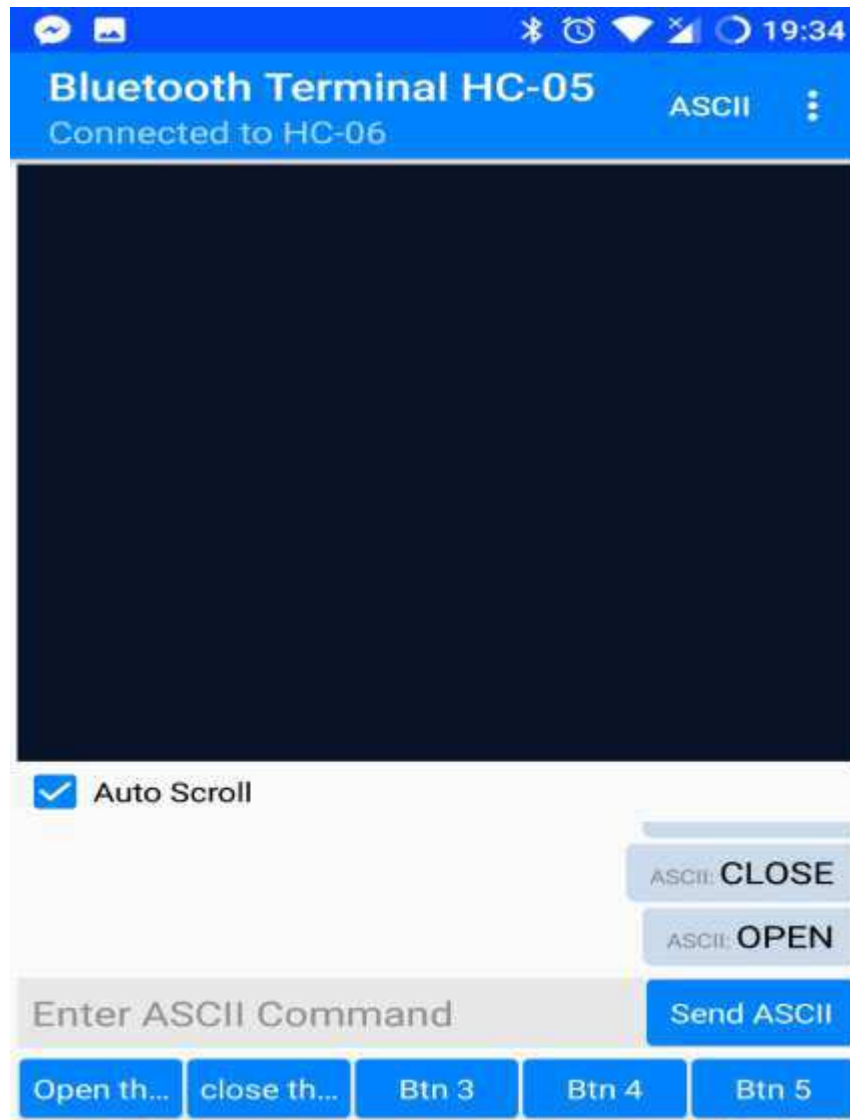 19:34
Bluetooth Terminal HC-05
Connected to HC-06
ASCII
Auto Scroll
ASCII: CLOSE
ASCII: OPEN
Enter ASCII Command
Send ASCII
Open th... close th... Btn 3 Btn 4 Btn 5